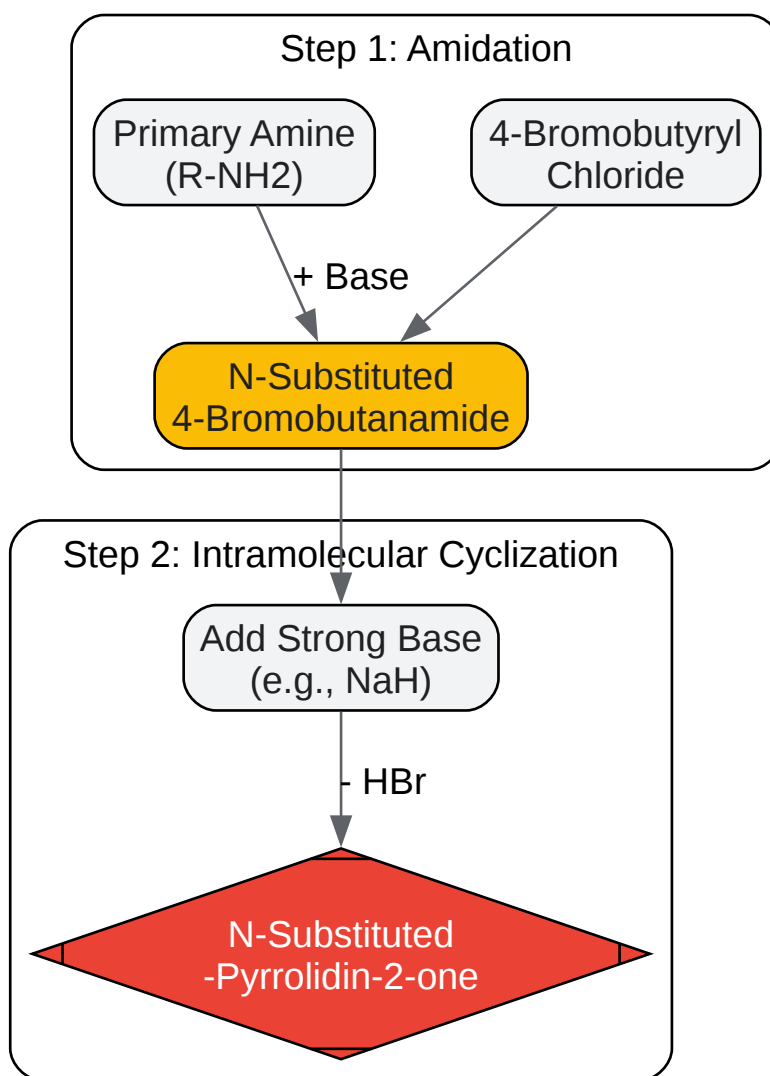 Step 1: Amidation
Primary Amine
(R-NH2)
4-Bromobutyryl
Chloride
+ Base
N-Substituted
4-Bromobutanamide
Step 2: Intramolecular Cyclization
Add Strong Base
(e.g., NaH)
- HBr
N-Substituted
-Pyrrolidin-2-one